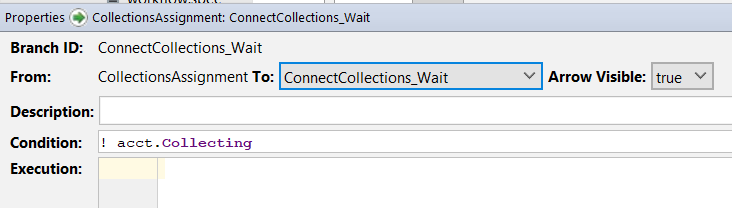 Properties CollectionsAssignment: ConnectCollections_Wait
Branch ID: ConnectCollections_Wait
From: CollectionsAssignment To: ConnectCollections_Wait Arrow Visible: true
Description:
Condition: ! acct.Collecting
Execution: